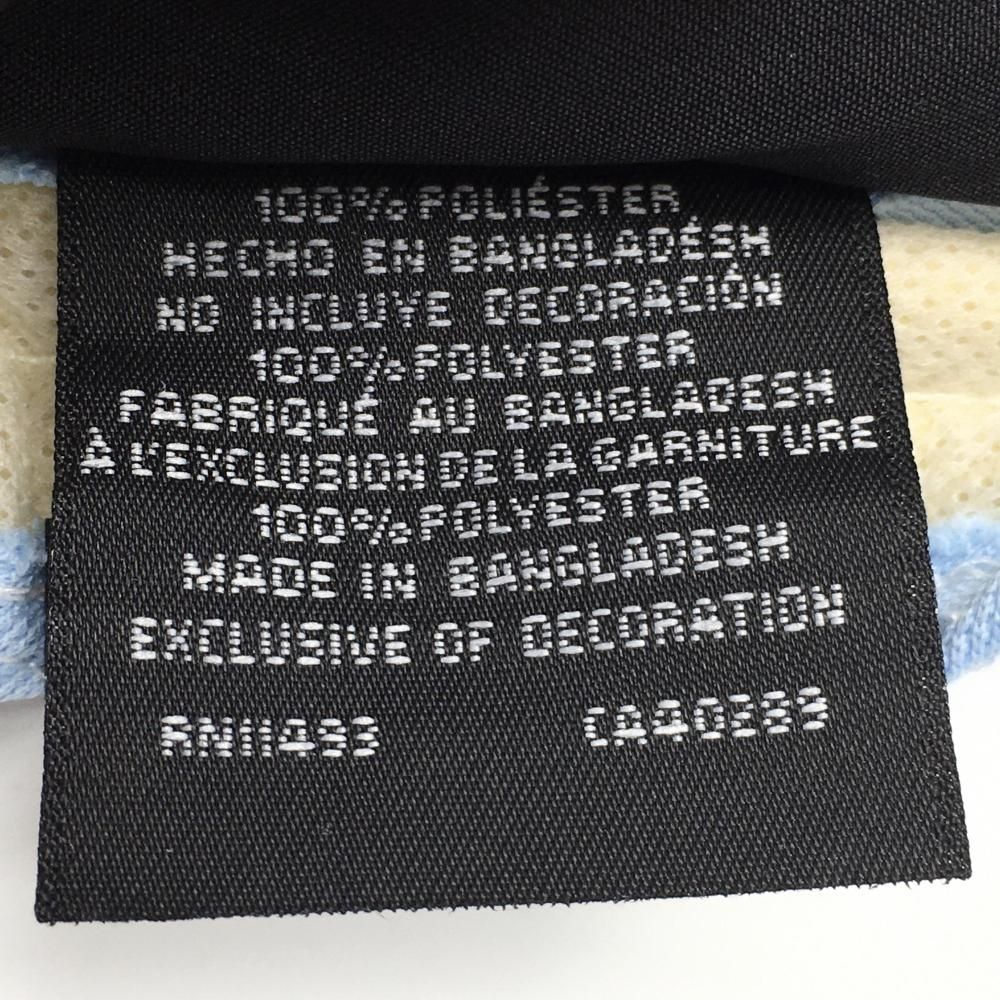 100% POLIÉSTER
HECHO EN BANGLADÉSH
NO INCLUYE DECORACIÓN
100% POLYESTER
FABRIQUÉ AU BANGLADESH
À L'EXCLUSION DE LA GARNITURE
100% POLYESTER
MADE IN BANGLADESH
EXCLUSIVE OF DECORATION
RN11493 CA40389